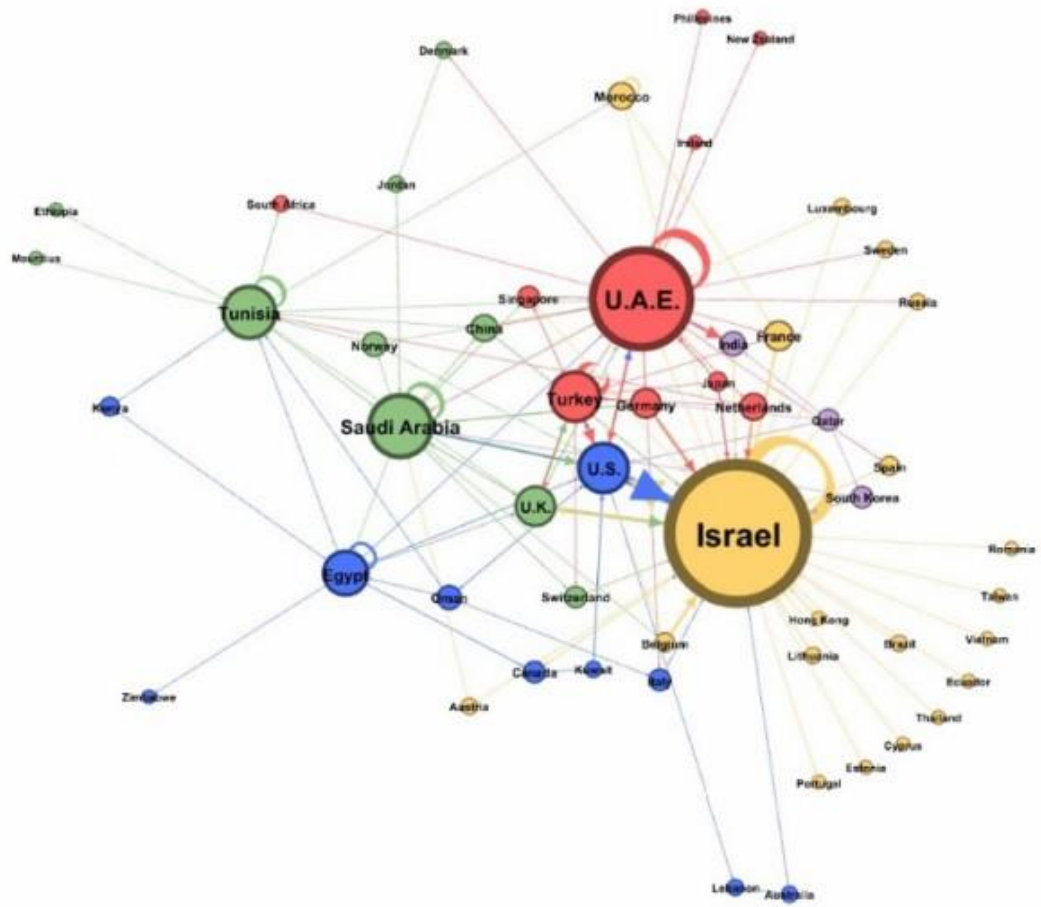 Philippines
New Zealand
Denmark
Morocco
Ireland
Jordan
South Africa
Ethiopia
Luxembourg
Sweden
Mauritius
U.A.E.
Singapore
Russia
Tunisia
China
France
Norway
India
Japan
Turkey
Germany
Netherlands
Kenya
Qatar
Saudi Arabia
U.S.
Spain
South Korea
U.K.
Israel
Romania
Egypt
Oman
Switzerland
Taiwan
Hong Kong
Vietnam
Belgium
Brazil
Lithuania
Canada
Kuwait
Italy
Ecuador
Zimbabwe
Austria
Thailand
Cyprus
Estonia
Portugal
Lebanon
Australia